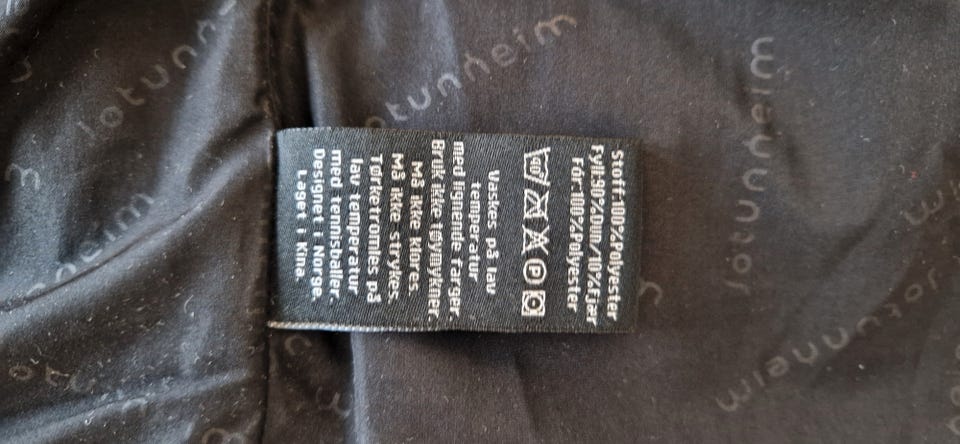 Stoff 100%Polyester
Fyll:90%Dun/10%Fjær
Fôr:100%Polyester
40° P
Vaskes på lav
temperatur
med lignende farger.
Bruk ikke tøymykner.
Må ikke klores.
Må ikke strykes.
Tørketromles på
lav temperatur
med tennisballer.
Designet i Norge.
Laget i Kina.
jotunheim
jotunheim
jotunheim
jotunheim